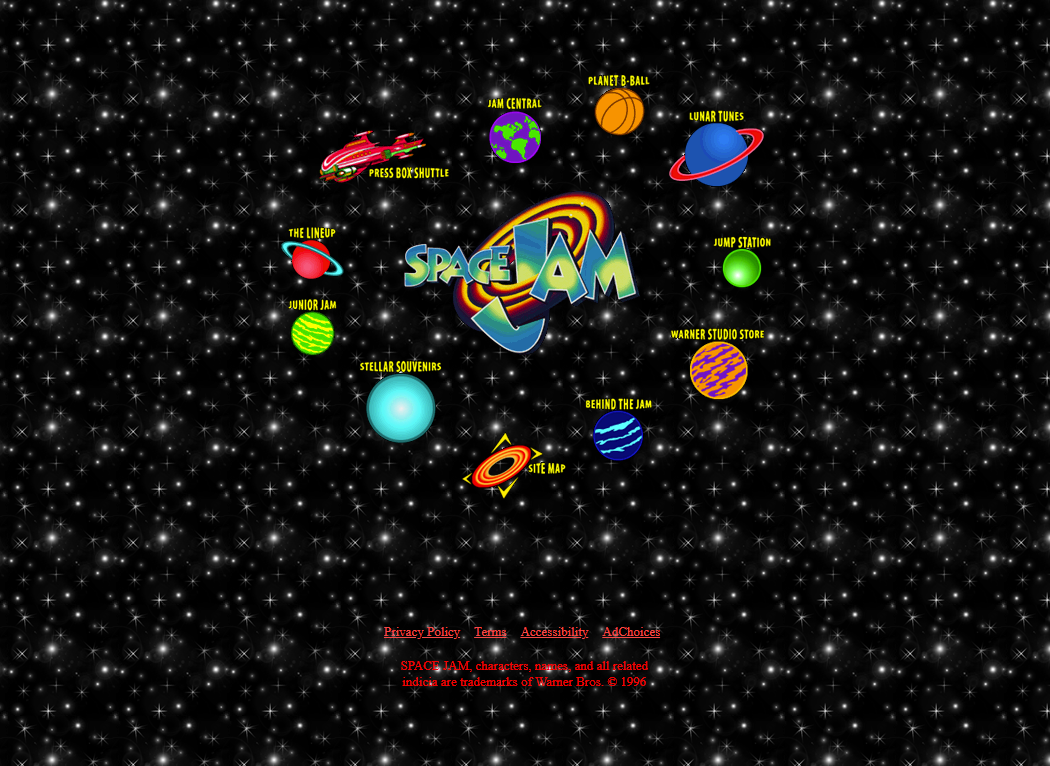 PLANET B-BALL
JAM CENTRAL
LUNAR TUNES
PRESS BOX SHUTTLE
THE LINEUP
JUMP STATION
SPACE JAM
JUNIOR JAM
WARNER STUDIO STORE
STELLAR SOUVENIRS
BEHIND THE JAM
SITE MAP
Privacy Policy Terms Accessibility AdChoices
SPACE JAM, characters, names, and all related
indicia are trademarks of Warner Bros. © 1996